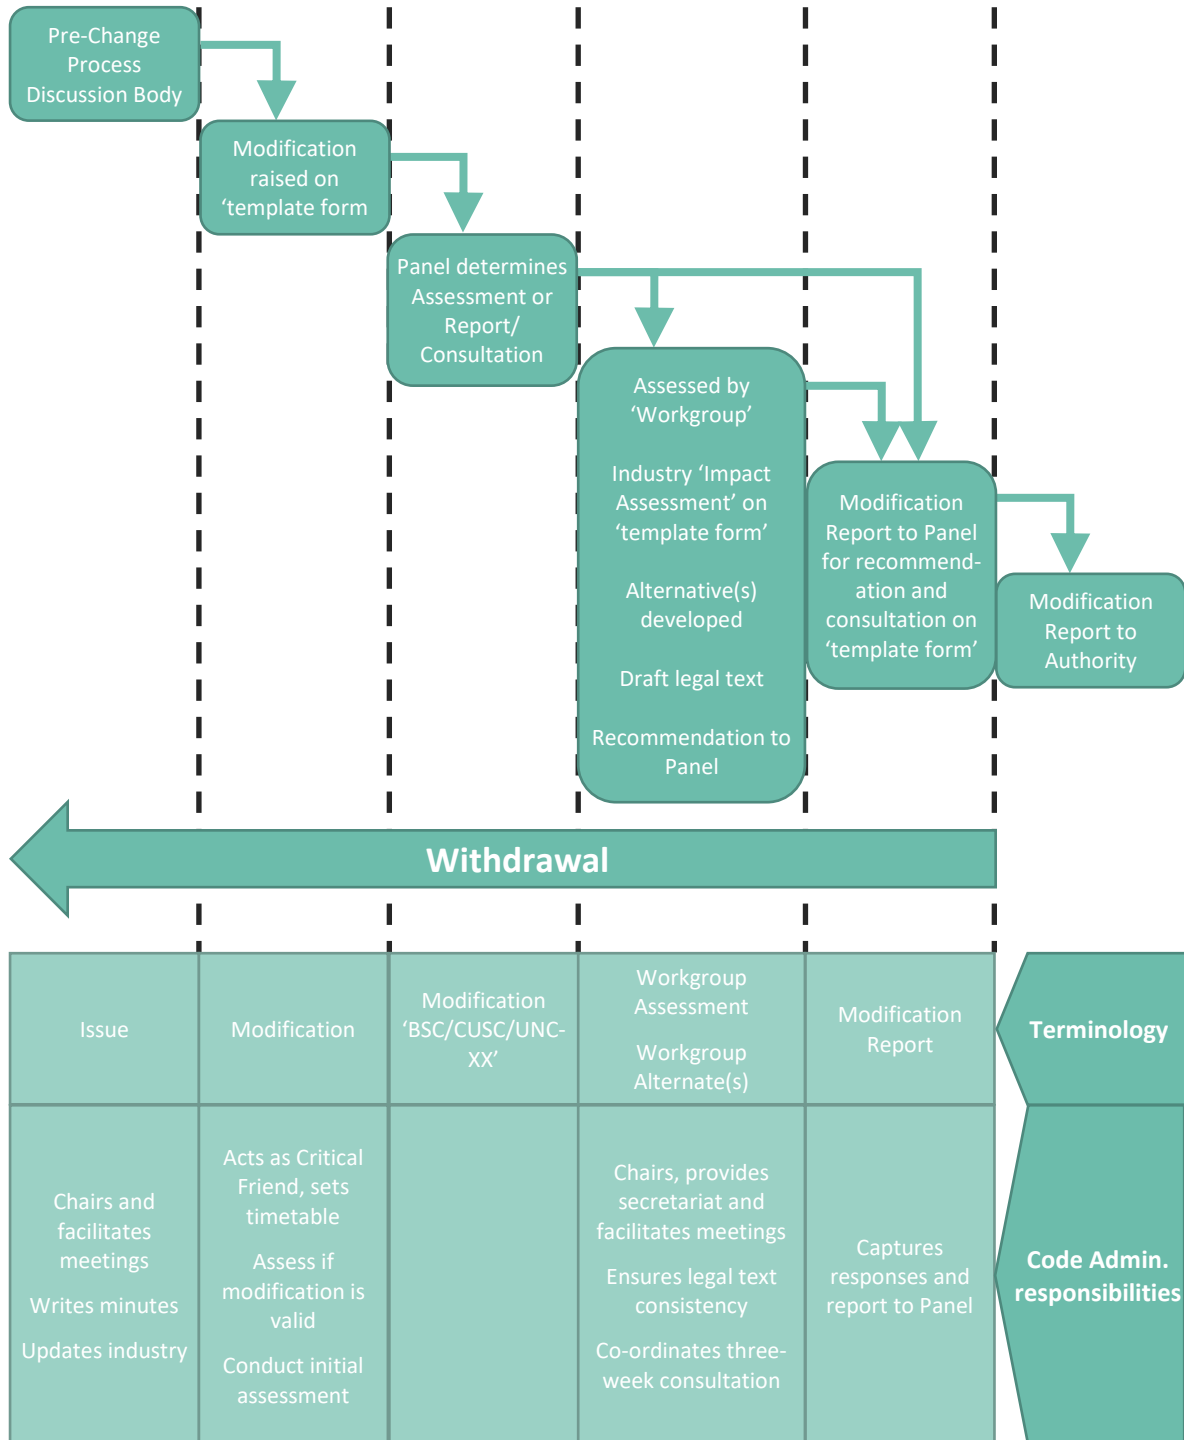 Pre-Change
Process
Discussion Body
Modification
raised on
‘template form
Panel determines
Assessment or
Report/
Consultation
Assessed by
‘Workgroup’
Industry ‘Impact
Assessment’ on
‘template form’
Alternative(s)
developed
Draft legal text
Recommendation to
Panel
Modification
Report to Panel
for recommend-
ation and
consultation on
‘template form’
Modification
Report to
Authority
Withdrawal
Issue
Modification
Modification
‘BSC/CUSC/UNC-
XX’
Workgroup
Assessment
Workgroup
Alternate(s)
Modification
Report
Terminology
Chairs and
facilitates
meetings
Writes minutes
Updates industry
Acts as Critical
Friend, sets
timetable
Assess if
modification is
valid
Conduct initial
assessment
Chairs, provides
secretariat and
facilitates meetings
Ensures legal text
consistency
Co-ordinates three-
week consultation
Captures
responses and
report to Panel
Code Admin.
responsibilities